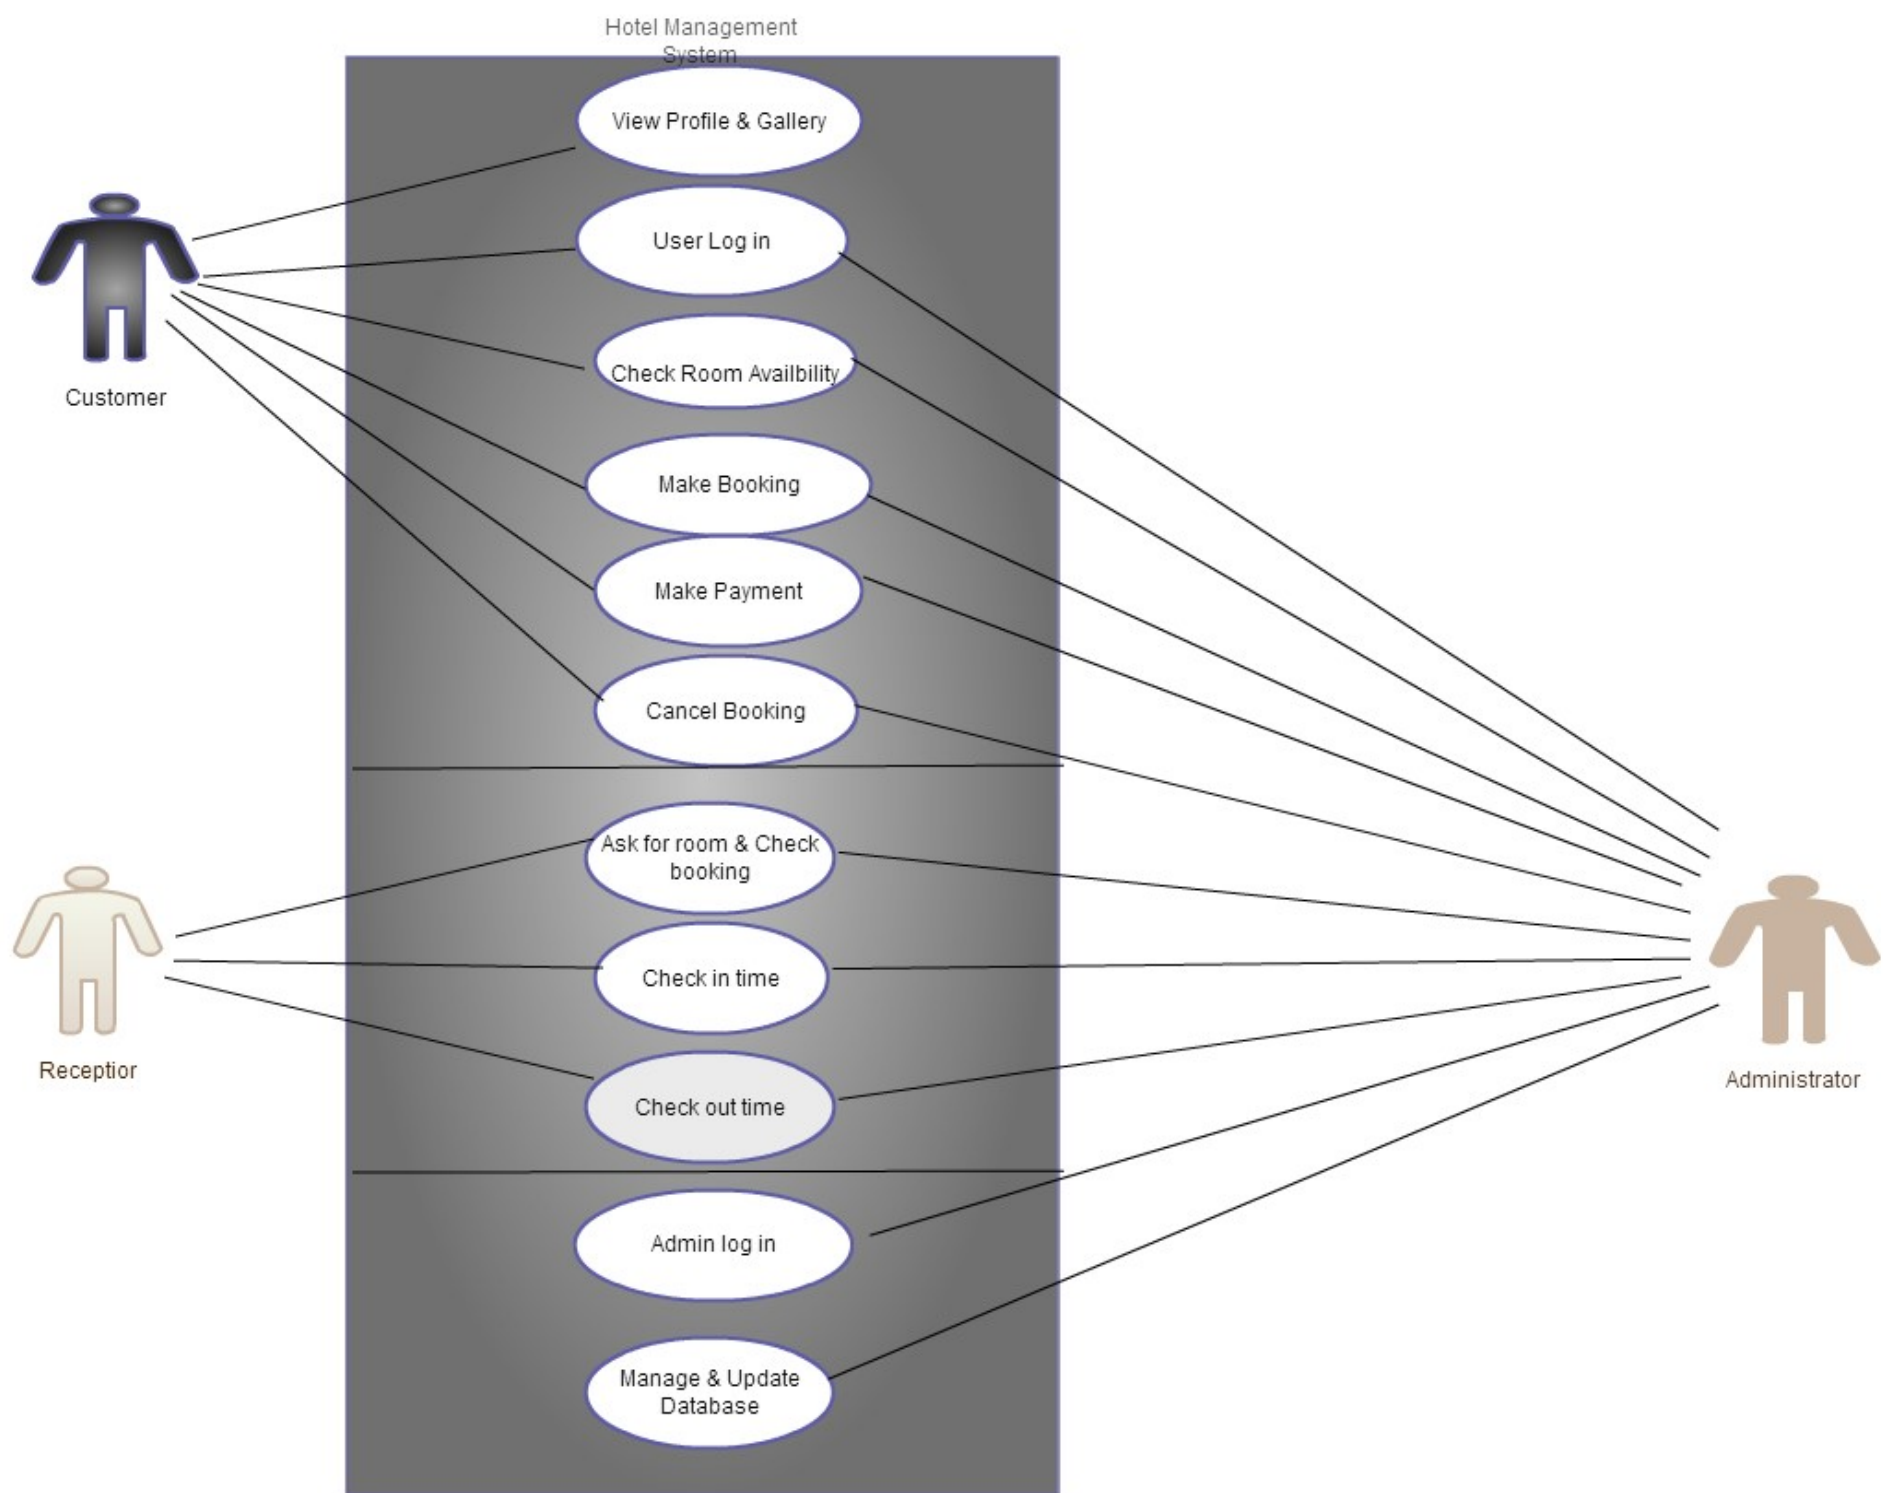 Hotel Management
System
View Profile & Gallery
User Log in
Check Room Availbility
Customer
Make Booking
Make Payment
Cancel Booking
Ask for room & Check
booking
Check in time
Receptior
Check out time
Administrator
Admin log in
Manage & Update
Database